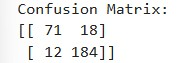 Confusion Matrix:
[[ 71  18]
 [ 12 184]]